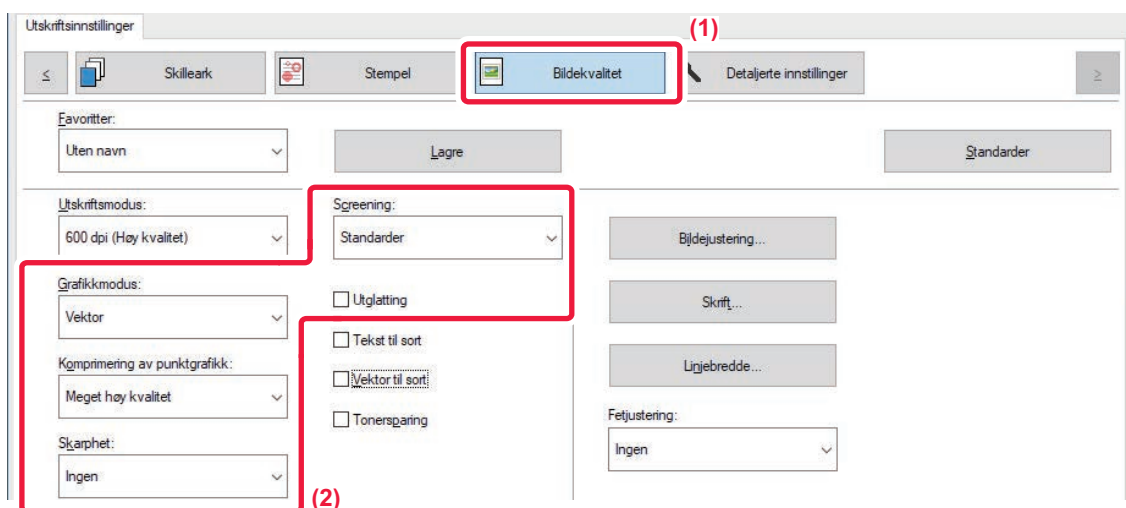 Utskriftsinnstillinger
(1)
≤ Skilleark Stempel Bildekvalitet Detaljerte innstillinger ≥
Favoritter:
Uten navn Lagre Standarder
Utskriftsmodus: Screening:
600 dpi (Høy kvalitet) Standarder Bildejustering...
Grafikkmodus:
Vektor Utglatting Skrift...
Tekst til sort
Komprimering av punktgrafikk: Linjebredde...
Meget høy kvalitet Vektor til sort
Tonersparing Fetjustering:
Skarphet:
Ingen Ingen
(2)